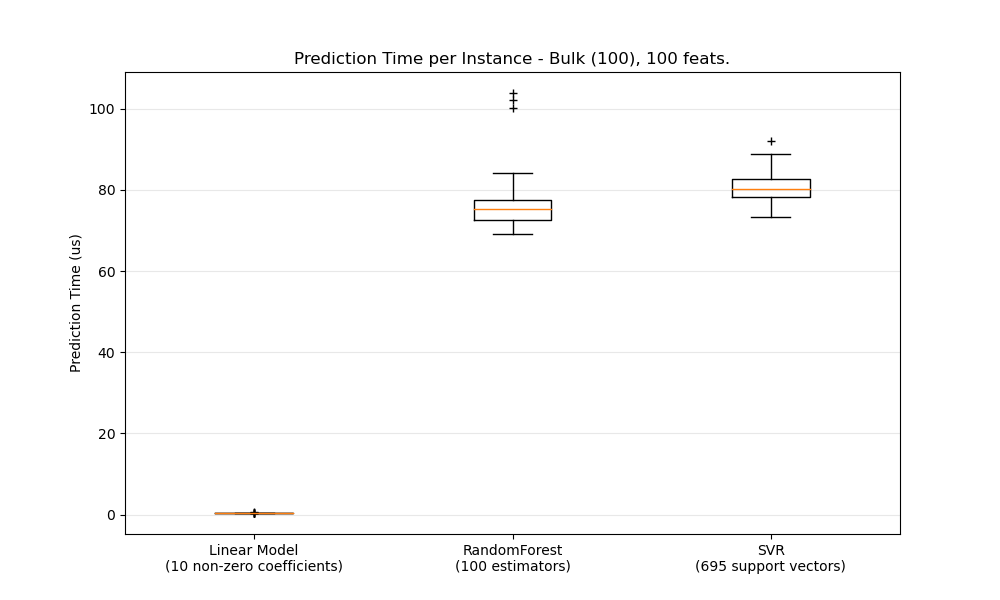 Prediction Time per Instance - Bulk (100), 100 feats.
Prediction Time (us)
100
80
60
40
20
0
Linear Model
(10 non-zero coefficients)
RandomForest
(100 estimators)
SVR
(695 support vectors)